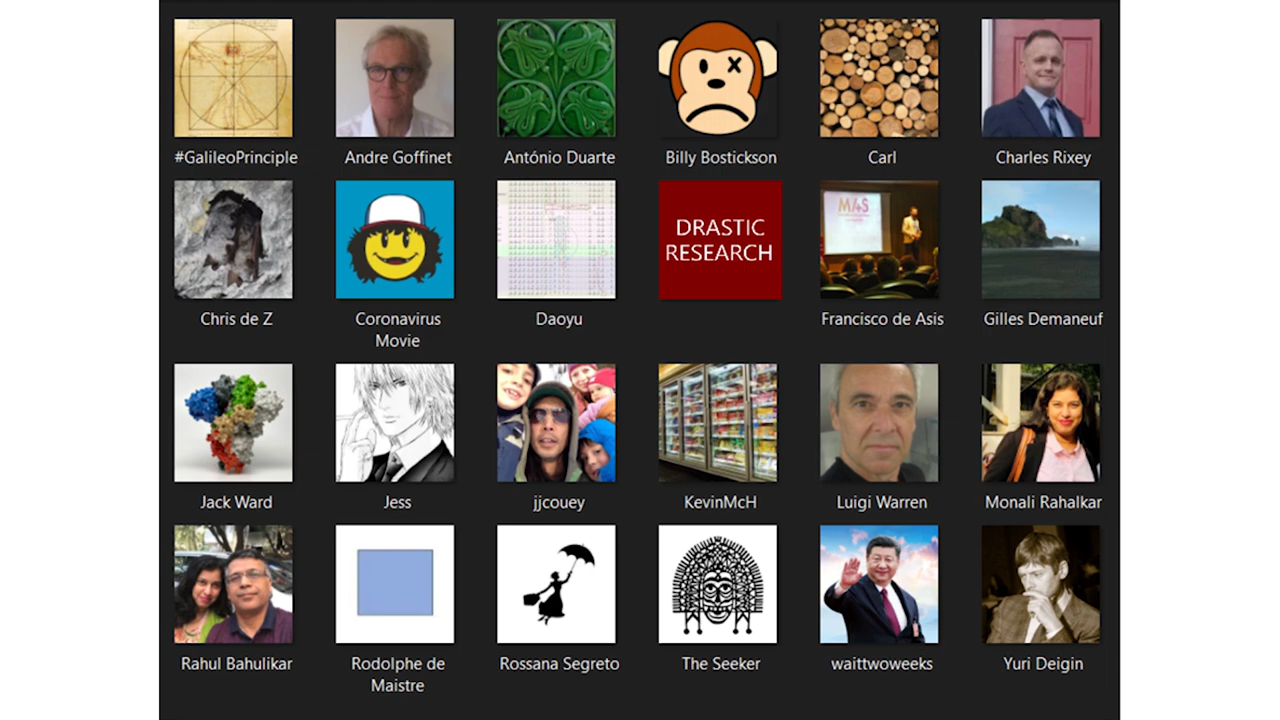 #GalileoPrinciple
Andre Goffinet
António Duarte
Billy Bostickson
Carl
Charles Rixey
DRASTIC
RESEARCH
MA4S
Chris de Z
Coronavirus
Movie
Daoyu
Francisco de Asis
Gilles Demaneuf
Jack Ward
Jess
jjcouey
KevinMcH
Luigi Warren
Monali Rahalkar
Rahul Bahulikar
Rodolphe de
Maistre
Rossana Segreto
The Seeker
waittwoweeks
Yuri Deigin